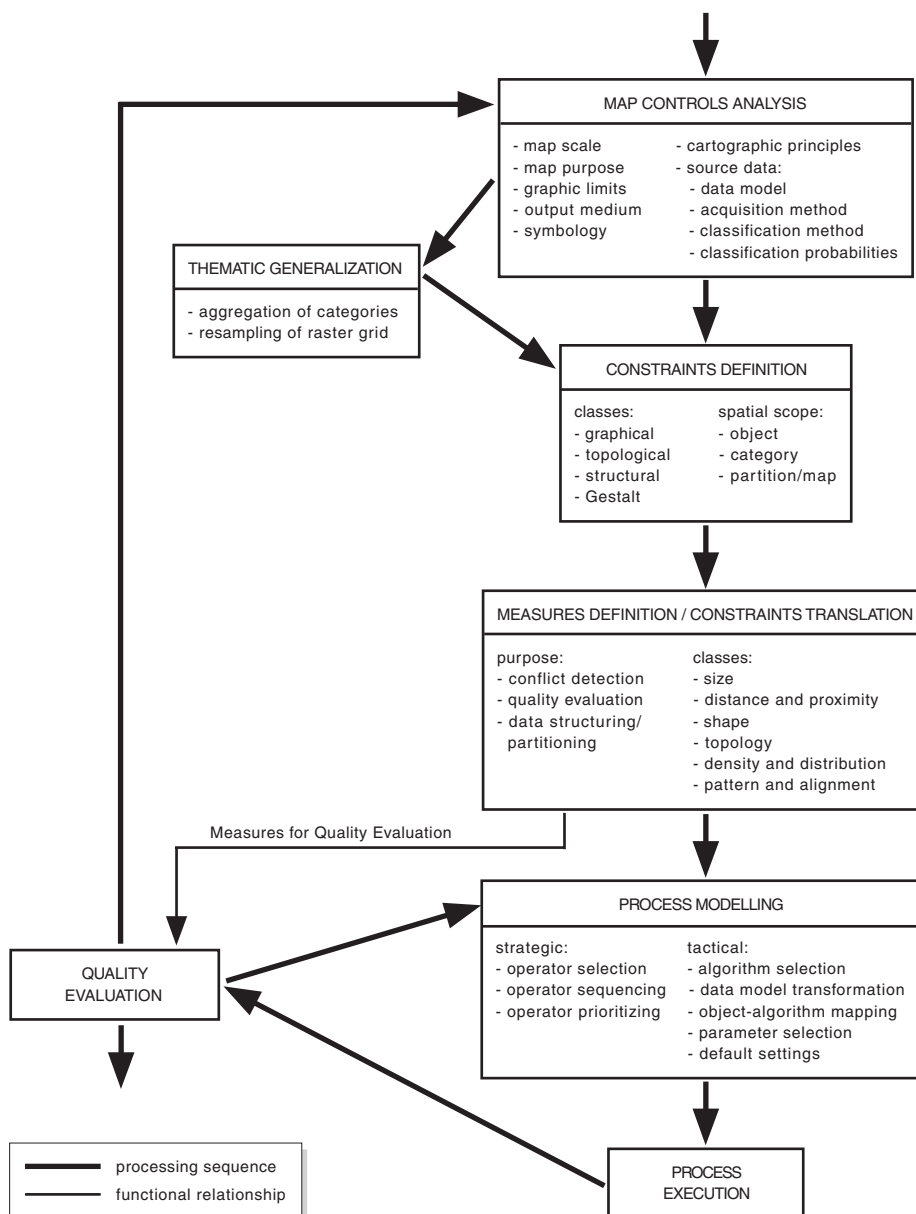 MAP CONTROLS ANALYSIS
- map scale
- map purpose
- graphic limits
- output medium
- symbology
- cartographic principles
- source data:
- data model
- acquisition method
- classification method
- classification probabilities
THEMATIC GENERALIZATION
- aggregation of categories
- resampling of raster grid
CONSTRAINTS DEFINITION
classes:
- graphical
- topological
- structural
- Gestalt
spatial scope:
- object
- category
- partition/map
MEASURES DEFINITION / CONSTRAINTS TRANSLATION
purpose:
- conflict detection
- quality evaluation
- data structuring/
partitioning
classes:
- size
- distance and proximity
- shape
- topology
- density and distribution
- pattern and alignment
Measures for Quality Evaluation
PROCESS MODELLING
strategic:
- operator selection
- operator sequencing
- operator prioritizing
tactical:
- algorithm selection
- data model transformation
- object-algorithm mapping
- parameter selection
- default settings
QUALITY
EVALUATION
PROCESS
EXECUTION
processing sequence
functional relationship